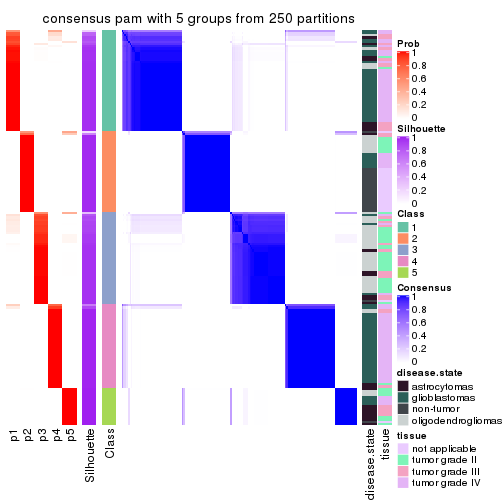 consensus pam with 5 groups from 250 partitions
p1
p2
p3
p4
p5
Silhouette
Class
disease.state
tissue
Prob
1
0.8
0.6
0.4
0.2
0
Silhouette
1
0.8
0.6
0.4
0.2
0
Class
1
2
3
4
5
Consensus
1
0.8
0.6
0.4
0.2
0
disease.state
astrocytomas
glioblastomas
non-tumor
oligodendrogliomas
tissue
not applicable
tumor grade II
tumor grade III
tumor grade IV